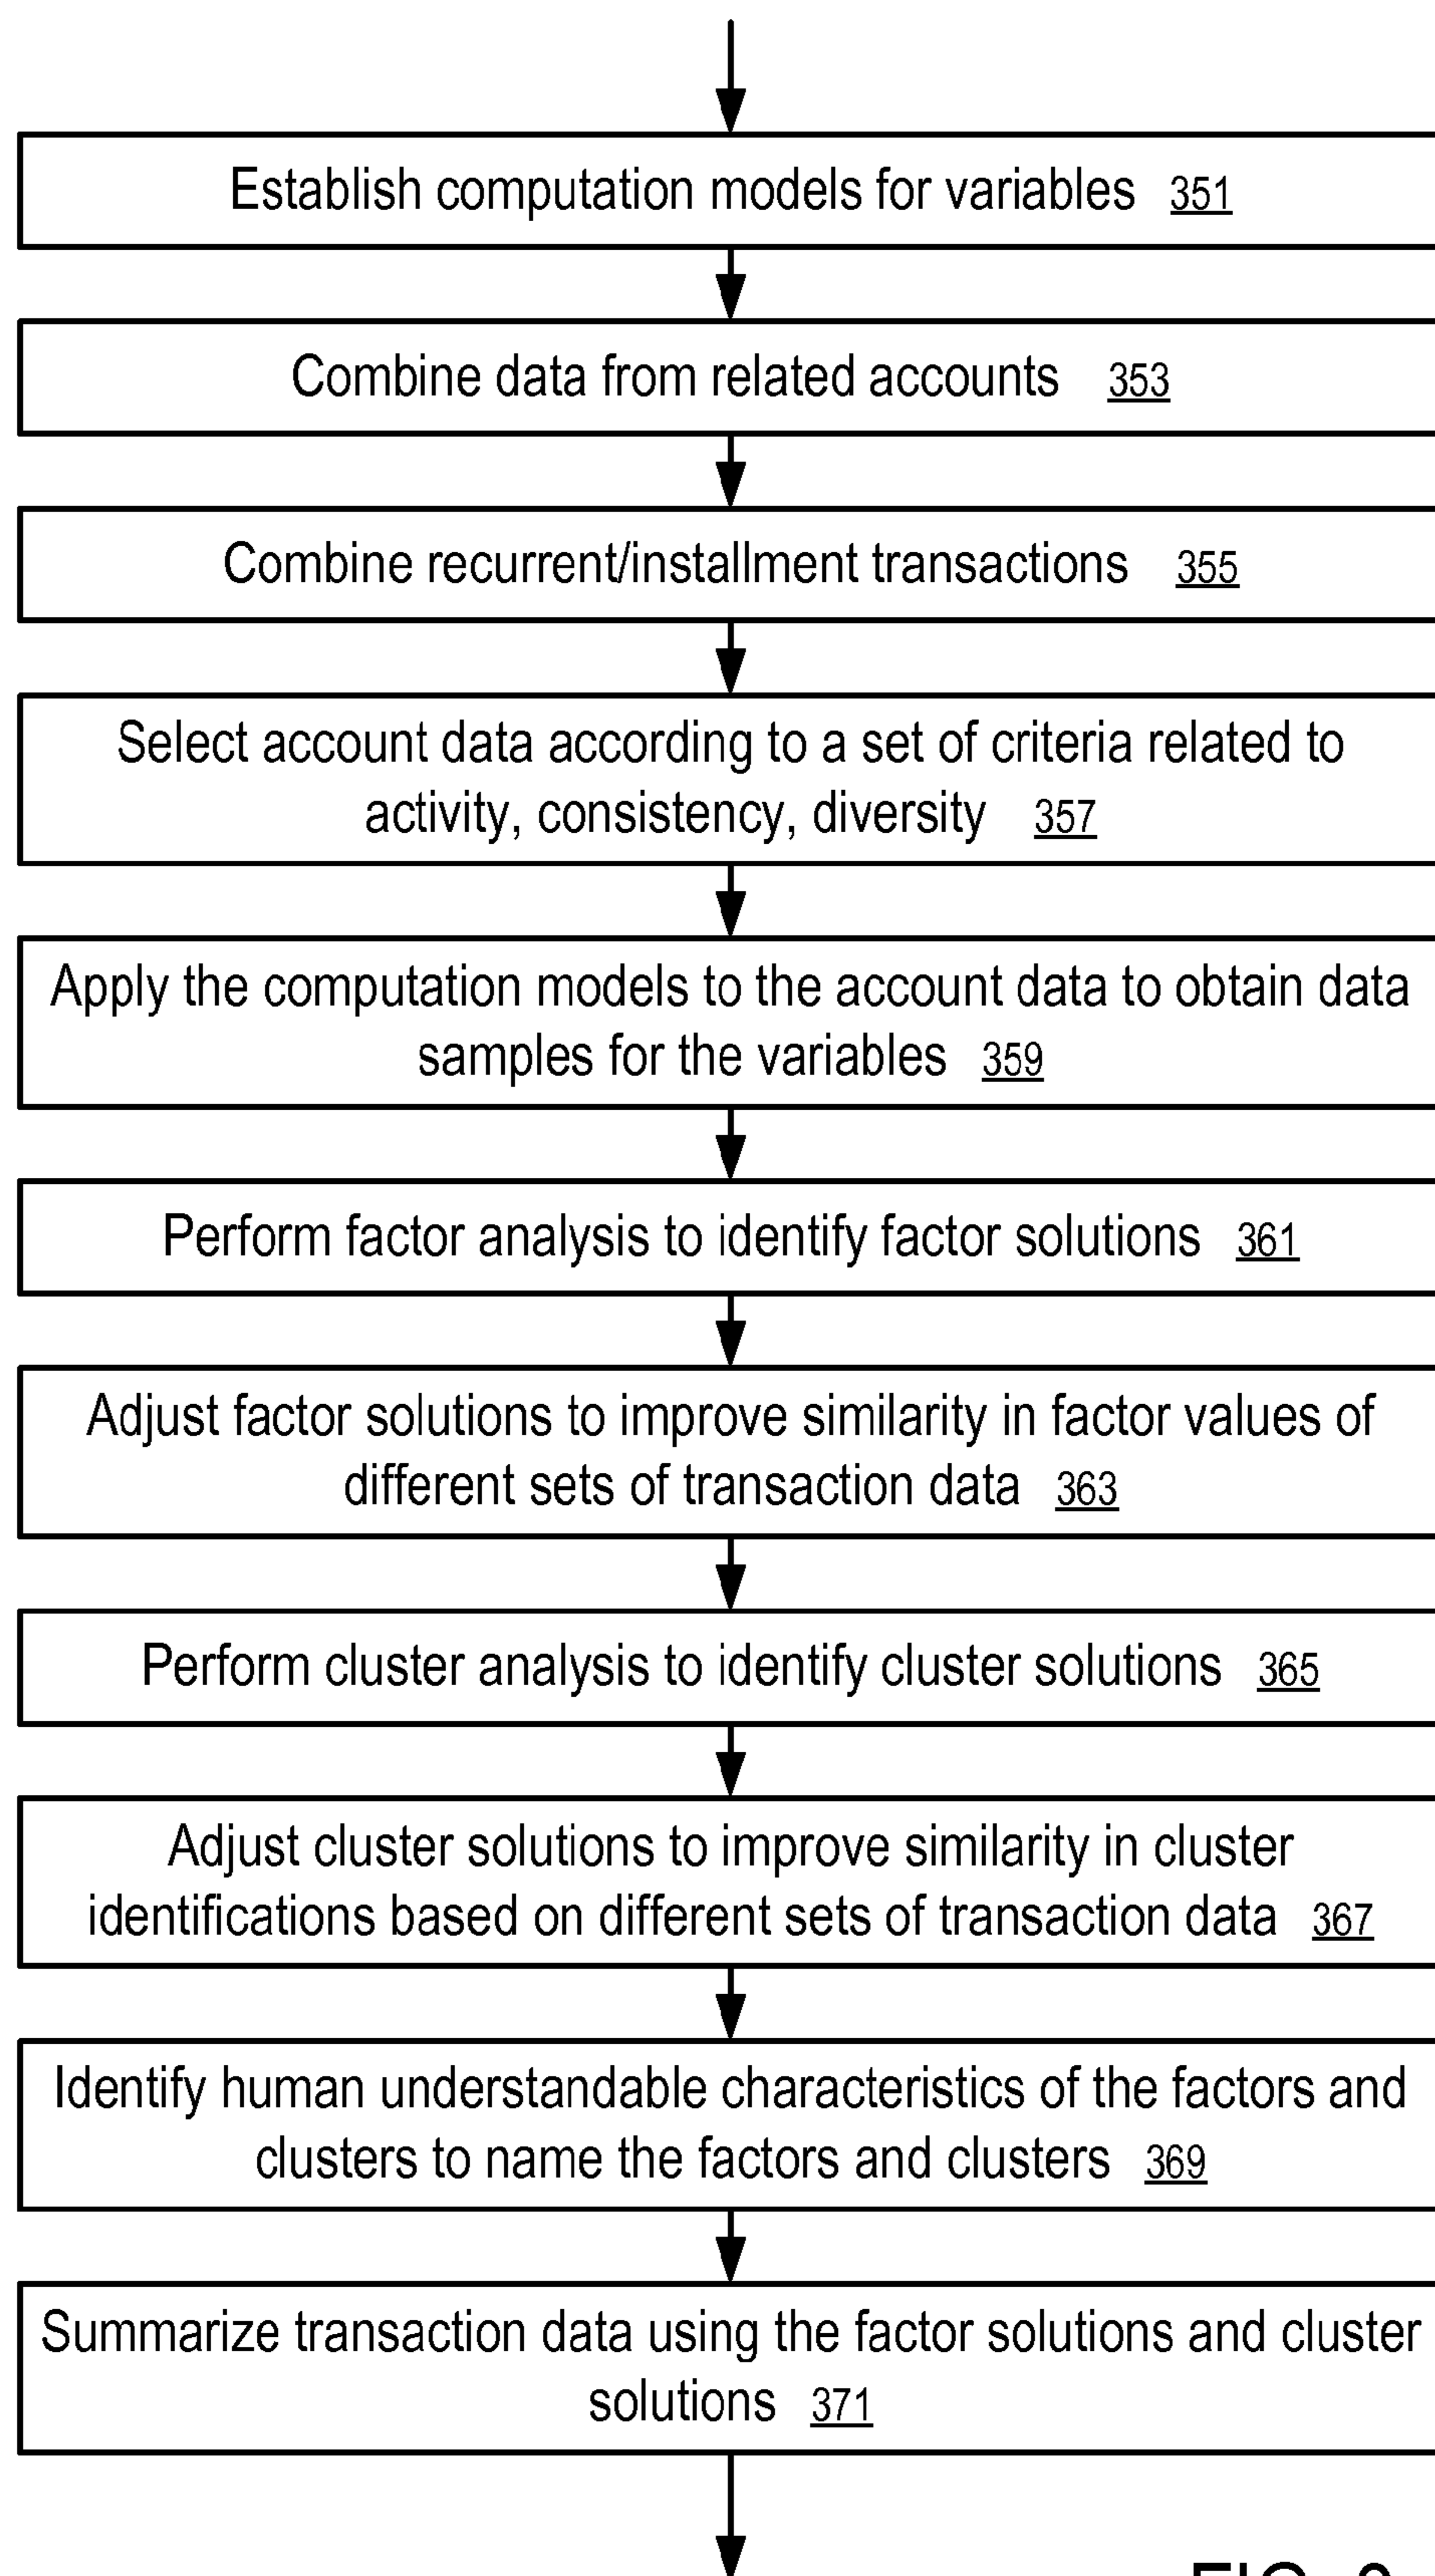 Establish computation models for variables 351
Combine data from related accounts 353
Combine recurrent/installment transactions 355
Select account data according to a set of criteria related to
activity, consistency, diversity 357
Apply the computation models to the account data to obtain data
samples for the variables 359
Perform factor analysis to identify factor solutions 361
Adjust factor solutions to improve similarity in factor values of
different sets of transaction data 363
Perform cluster analysis to identify cluster solutions 365
Adjust cluster solutions to improve similarity in cluster
identifications based on different sets of transaction data 367
Identify human understandable characteristics of the factors and
clusters to name the factors and clusters 369
Summarize transaction data using the factor solutions and cluster
solutions 371
FIG.